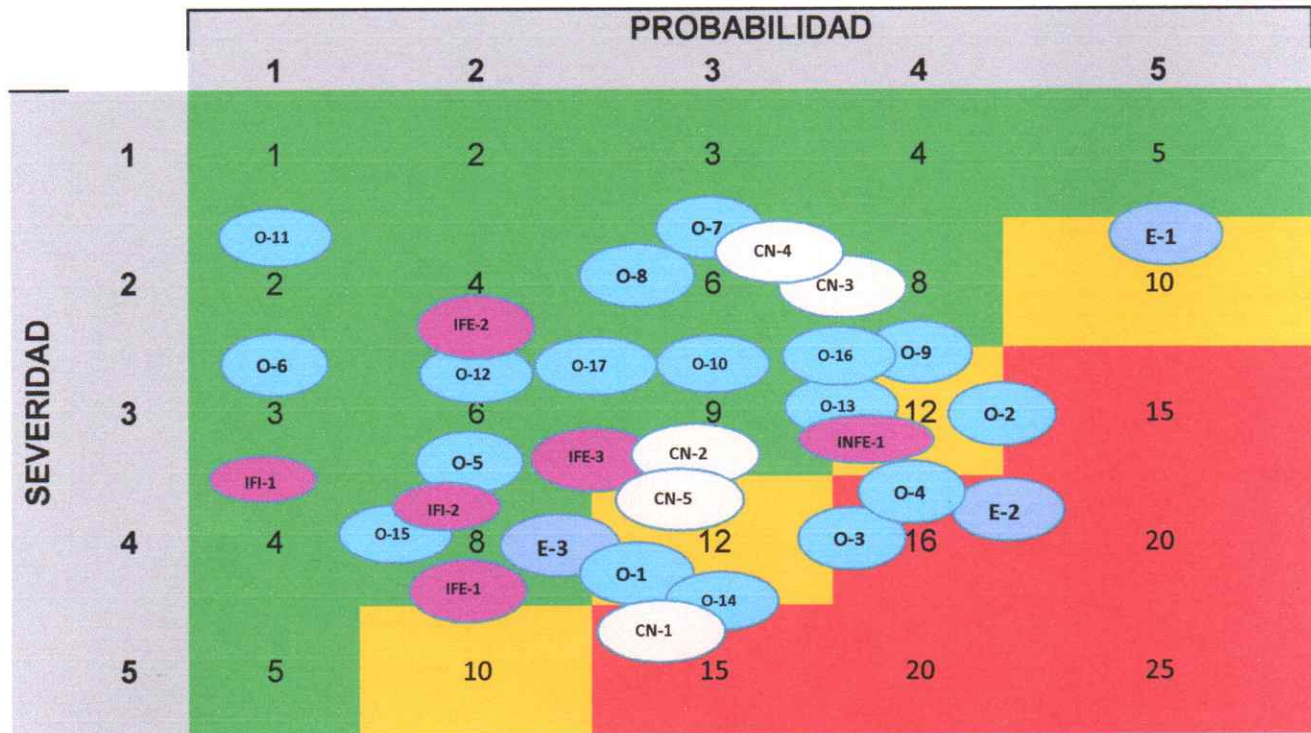 PROBABILIDAD
1 2 3 4 5
SEVERIDAD
1 1 2 3 4 5
O-11 O-7 CN-4 E-1
O-8 CN-3
2 2 4 6 8 10
IFE-2
O-6 O-12 O-17 O-10 O-16 O-9
O-13 O-2
3 3 6 9 12 15
INFE-1
O-5 IFE-3 CN-2
IFI-1 IFI-2 CN-5 O-4 E-2
O-15 E-3 O-3
4 4 8 12 16 20
IFE-1 O-1 O-14
CN-1
5 5 10 15 20 25